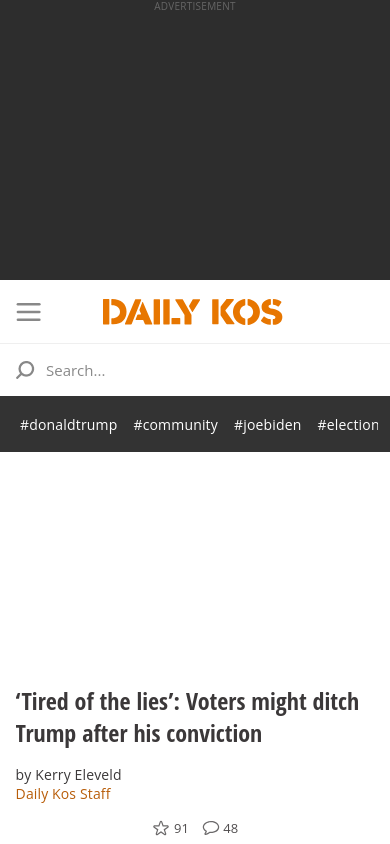 ADVERTISEMENT
DAILY KOS
Search...
#donaldtrump #community #joebiden #election
‘Tired of the lies’: Voters might ditch
Trump after his conviction
by Kerry Eleveld
Daily Kos Staff
91 48